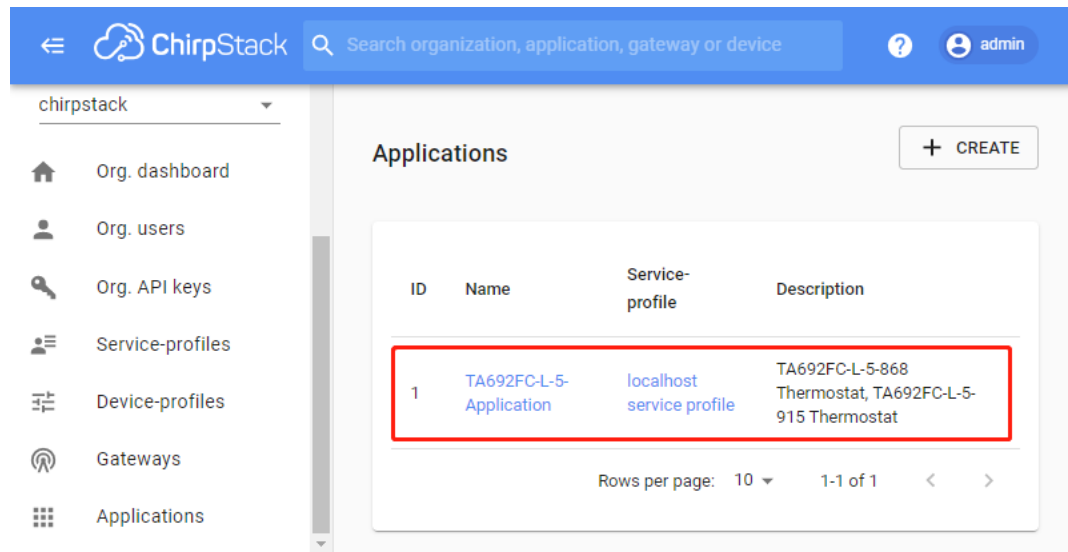 ChirpStack
Search organization, application, gateway or device
?
admin
chirpstack
Org. dashboard
Org. users
Org. API keys
Service-profiles
Device-profiles
Gateways
Applications
Applications
+ CREATE
ID Name Service-
profile Description
1 TA692FC-L-5-
Application
localhost
service profile
TA692FC-L-5-868
Thermostat, TA692FC-L-5-
915 Thermostat
Rows per page: 10 1-1 of 1 < >